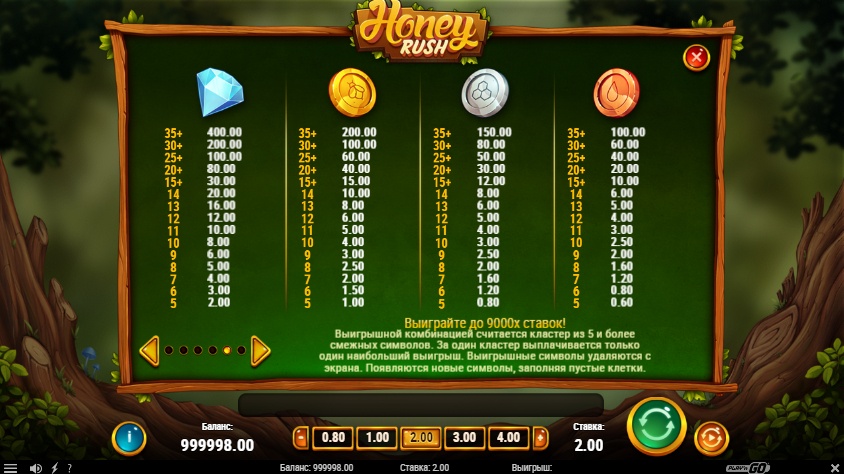 Honey
RUSH
35+ 400.00 35+ 200.00 35+ 150.00 35+ 100.00
30+ 200.00 30+ 100.00 30+ 80.00 30+ 60.00
25+ 100.00 25+ 60.00 25+ 50.00 25+ 40.00
20+ 80.00 20+ 40.00 20+ 30.00 20+ 20.00
15+ 30.00 15+ 15.00 15+ 12.00 15+ 10.00
14 20.00 14 10.00 14 8.00 14 6.00
13 16.00 13 8.00 13 6.00 13 5.00
12 12.00 12 6.00 12 5.00 12 4.00
11 10.00 11 5.00 11 4.00 11 3.00
10 8.00 10 4.00 10 3.00 10 2.50
9 6.00 9 3.00 9 2.50 9 2.00
8 5.00 8 2.50 8 2.00 8 1.60
7 4.00 7 2.00 7 1.60 7 1.20
6 3.00 6 1.50 6 1.20 6 0.80
5 2.00 5 1.00 5 0.80 5 0.60
Выиграйте до 9000x ставок!
Выигрышной комбинацией считается кластер из 5 и более
смежных символов. За один кластер выплачивается только
один наибольший выигрыш. Выигрышные символы удаляются с
экрана. Появляются новые символы, заполняя пустые клетки.
Баланс:
999998.00
- 0.80 1.00 2.00 3.00 4.00 +
Ставка:
2.00
? Баланс: 999998.00 Ставка: 2.00 Выигрыш: PLAY'N GO